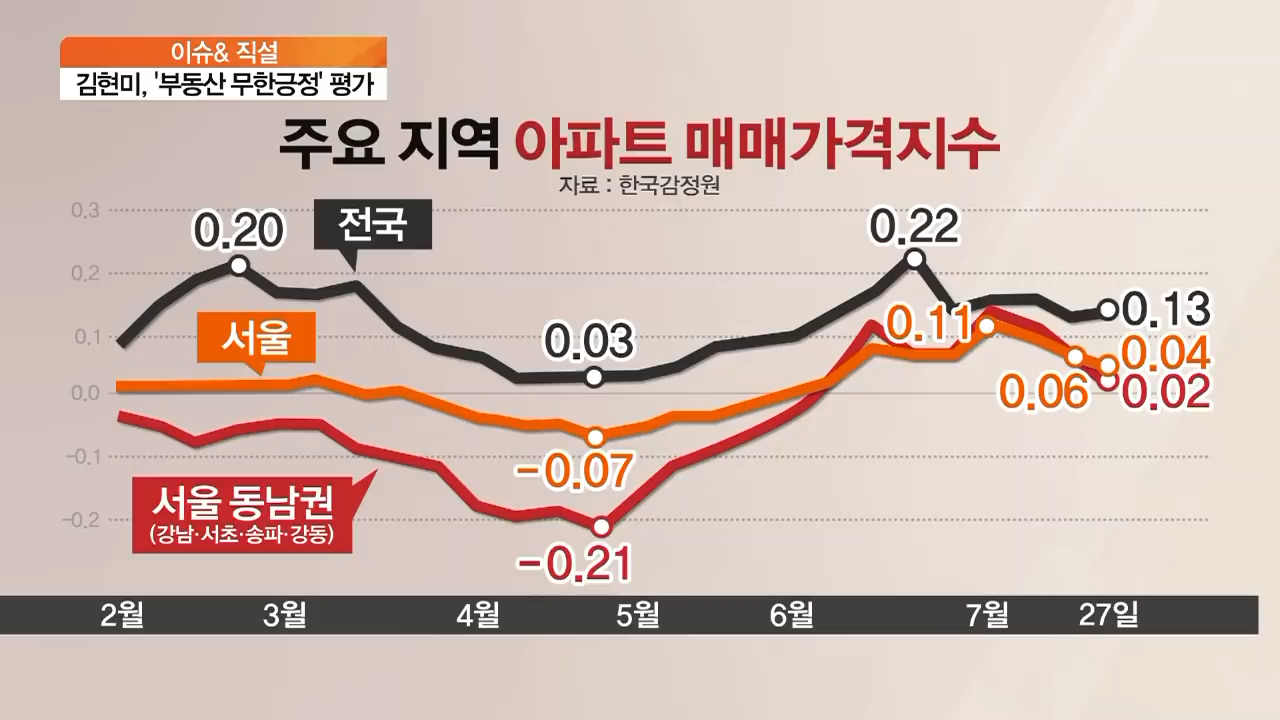 이슈& 직설
김현미, '부동산 무한긍정' 평가
주요 지역 아파트 매매가격지수
자료 : 한국감정원
0.3
0.20
전국
0.22
0.2
서울
0.03
0.11
0.13
0.1
0.04
0.0
0.06
0.02
-0.1
-0.07
서울 동남권
(강남·서초·송파·강동)
-0.2
-0.21
2월 3월 4월 5월 6월 7월 27일